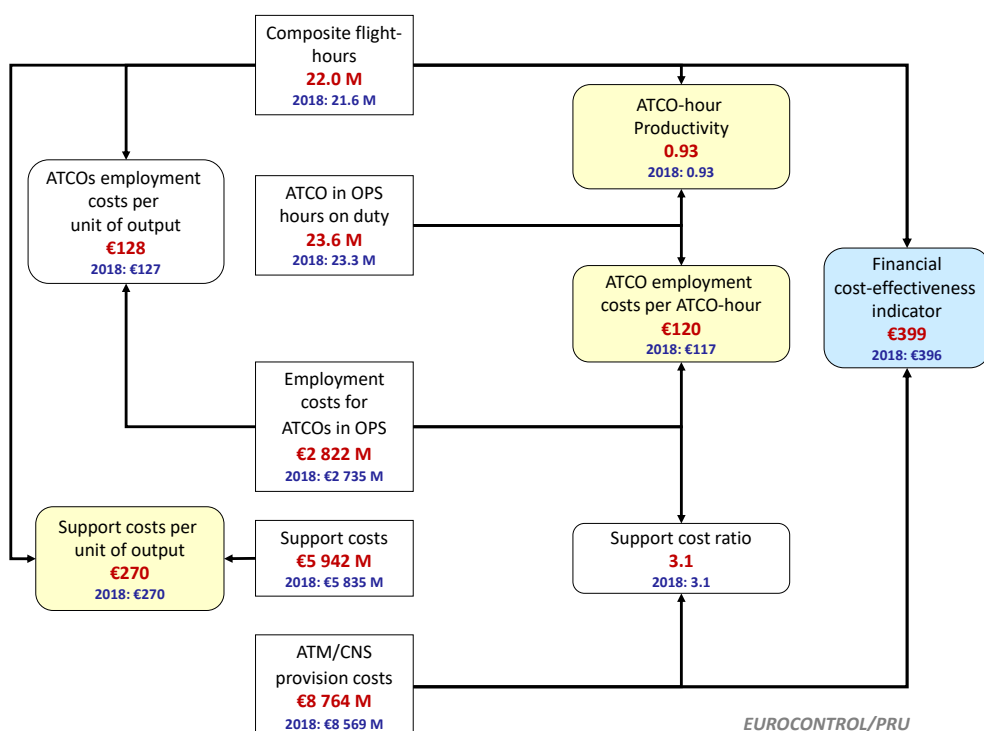 Composite flight-
hours
22.0 M
2018: 21.6 M
ATCO-hour
Productivity
0.93
2018: 0.93
ATCOs employment
costs per
unit of output
€128
2018: €127
ATCO in OPS
hours on duty
23.6 M
2018: 23.3 M
ATCO employment
costs per ATCO-hour
€120
2018: €117
Financial
cost-effectiveness
indicator
€399
2018: €396
Employment
costs for
ATCOs in OPS
€2 822 M
2018: €2 735 M
Support costs per
unit of output
€270
2018: €270
Support costs
€5 942 M
2018: €5 835 M
Support cost ratio
3.1
2018: 3.1
ATM/CNS
provision costs
€8 764 M
2018: €8 569 M
EUROCONTROL/PRU